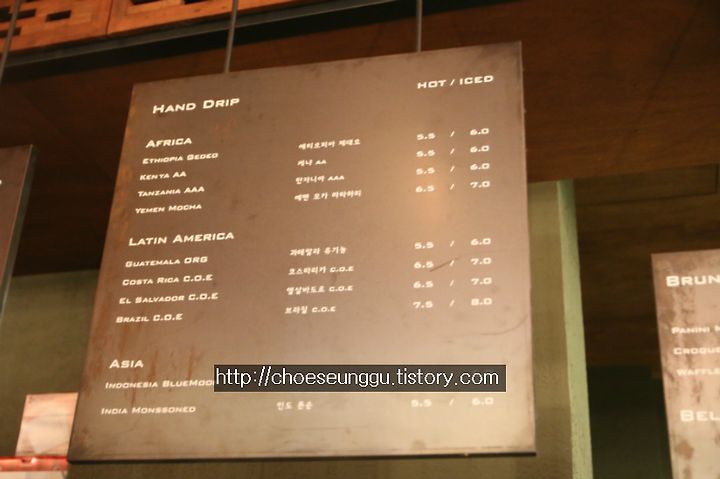 HAND DRIP HOT / ICED
AFRICA
ETHIOPIA GEDEO 에티오피아 게데오 5.5 / 6.0
KENYA AA 케냐 AA 5.5 / 6.0
TANZANIA AAA 탄자니아 AAA 5.5 / 6.0
YEMEN MOCHA 예멘 모카 마타리 6.5 / 7.0
LATIN AMERICA
GUATEMALA ORG 과테말라 유기농 5.5 / 6.0
COSTA RICA C.O.E 코스타리카 C.O.E 6.5 / 7.0
EL SALVADOR C.O.E 엘살바도르 C.O.E 6.5 / 7.0
BRAZIL C.O.E 브라질 C.O.E 7.5 / 8.0
ASIA
INDONESIA BLUEMOO
http://choeseunggu.tistory.com
INDIA MONSSONED 인도 몬순 5.5 / 6.0
BRUN
PANINI
CROQUE
WAFFLE
BEL